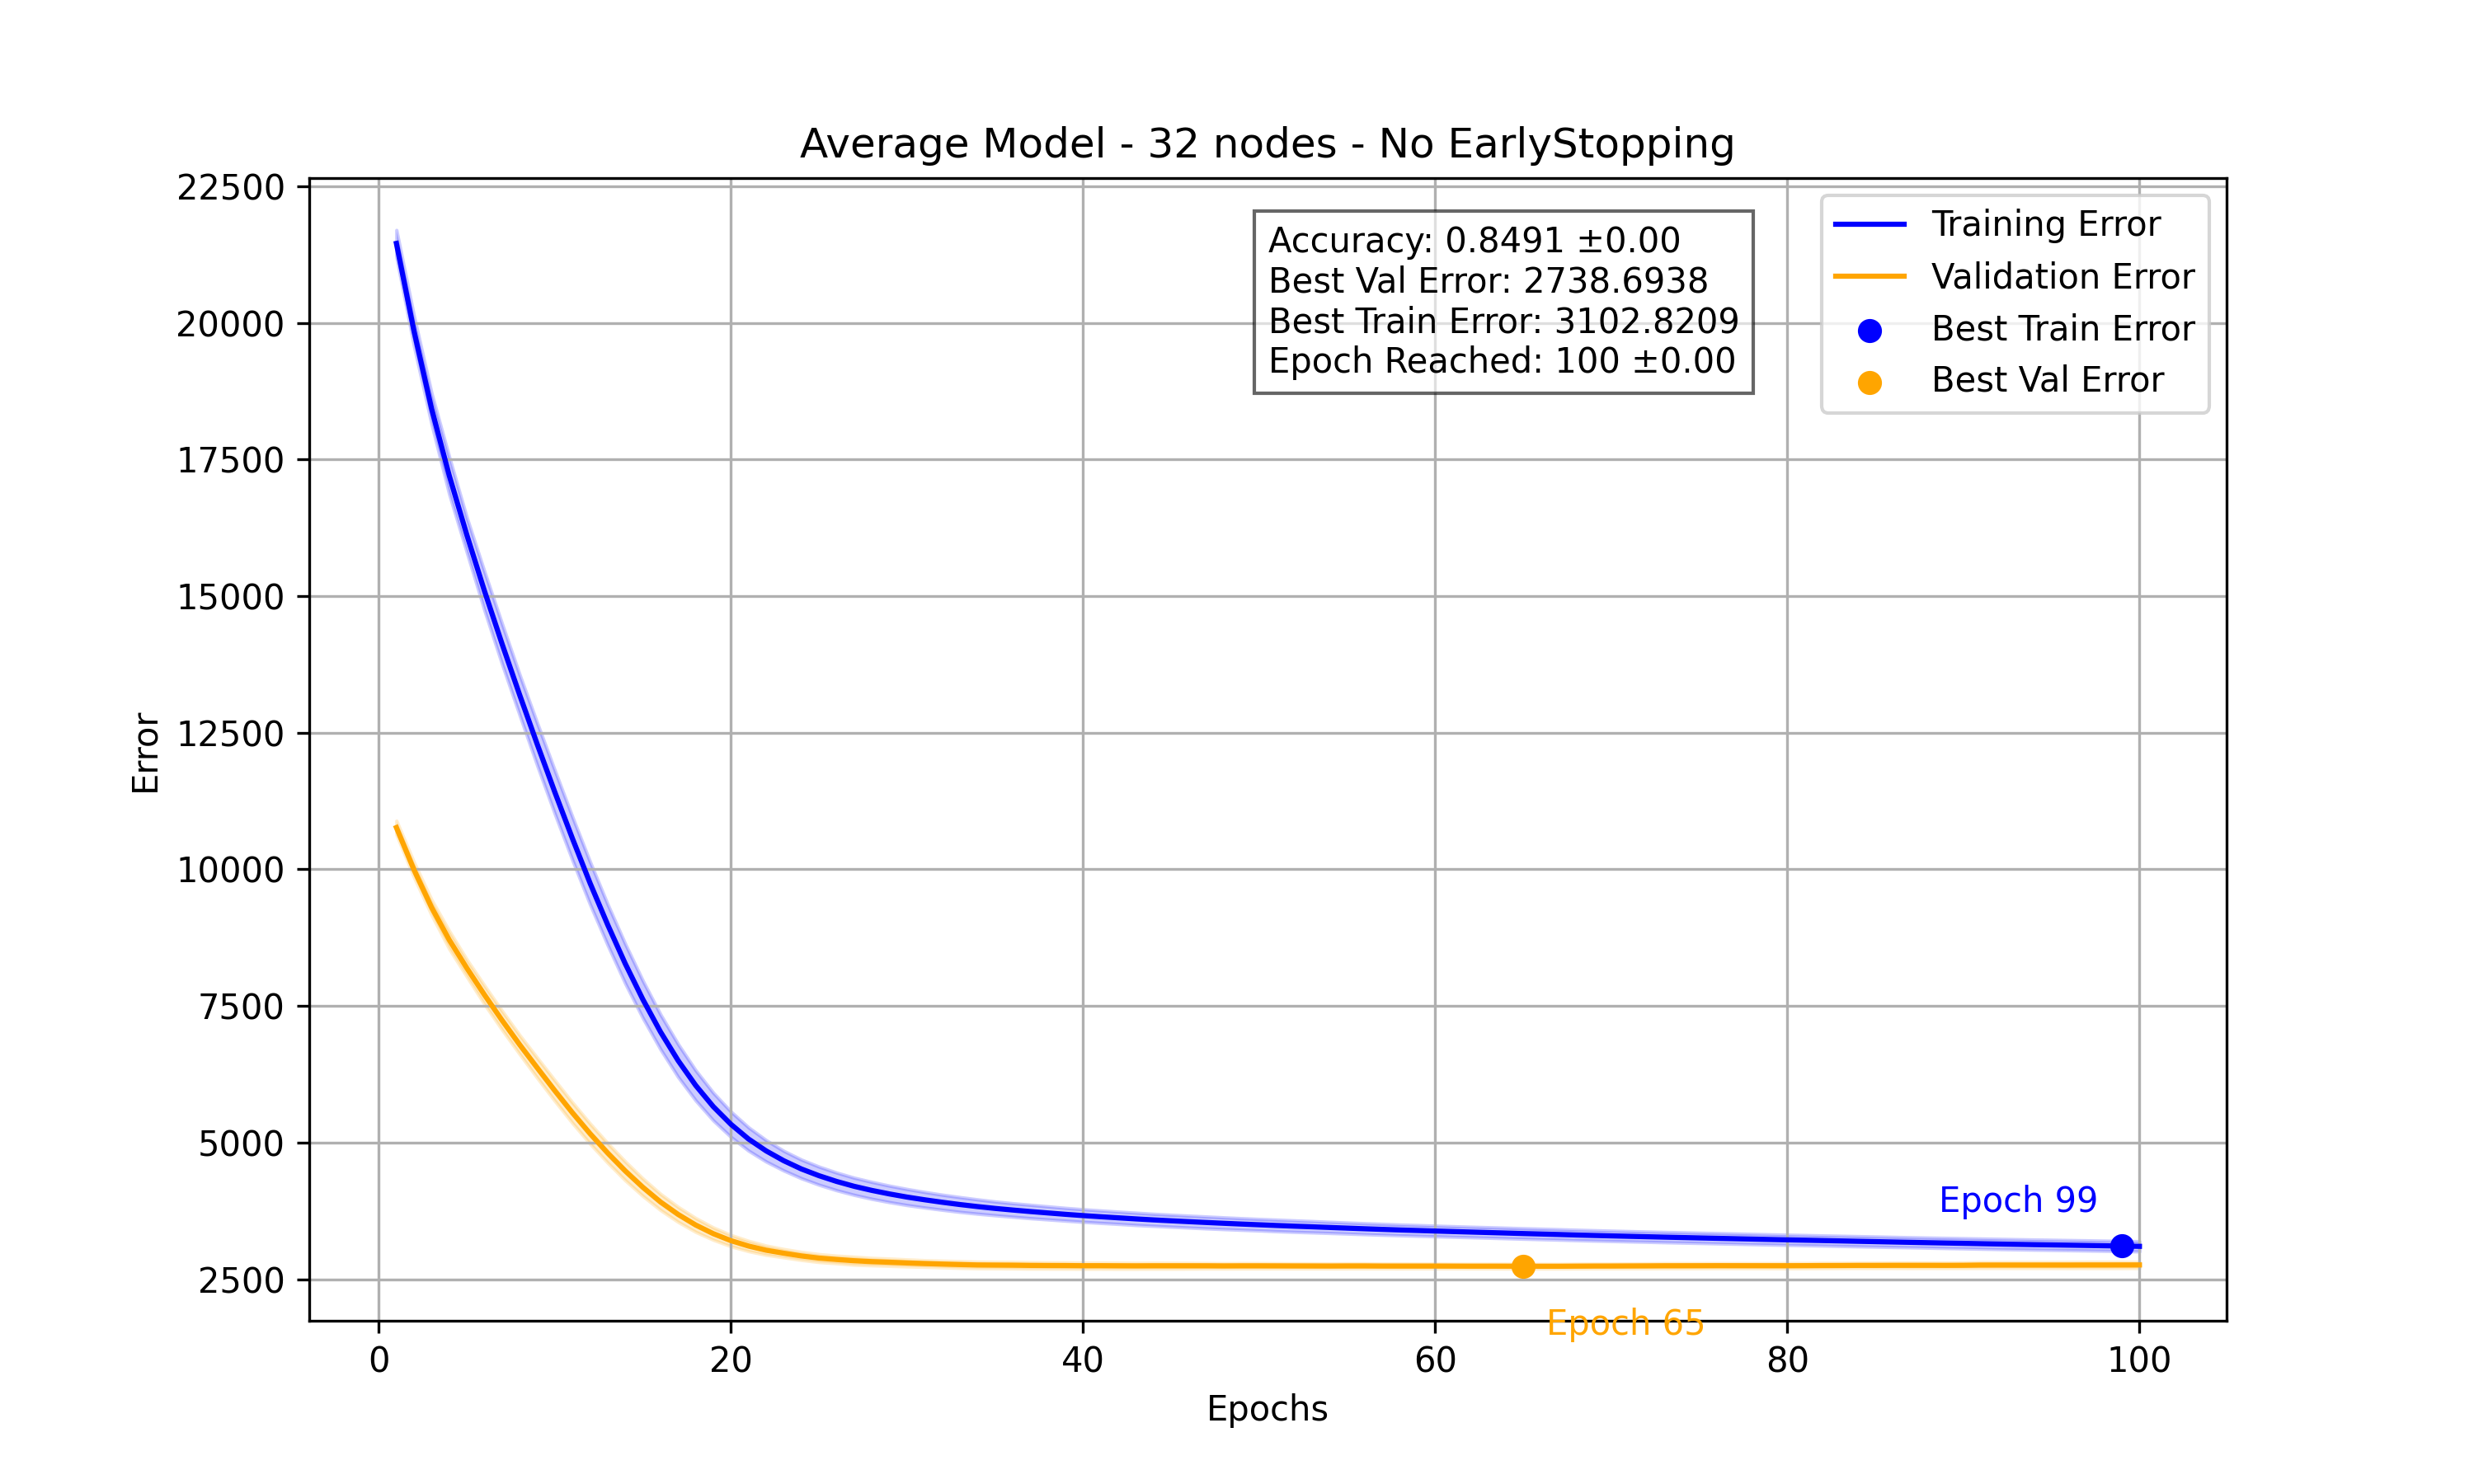 Average Model - 32 nodes - No EarlyStopping
22500
20000
17500
15000
12500
10000
7500
5000
2500
Error
Accuracy: 0.8491 ±0.00
Best Val Error: 2738.6938
Best Train Error: 3102.8209
Epoch Reached: 100 ±0.00
Training Error
Validation Error
Best Train Error
Best Val Error
Epoch 99
Epoch 65
0 20 40 60 80 100
Epochs